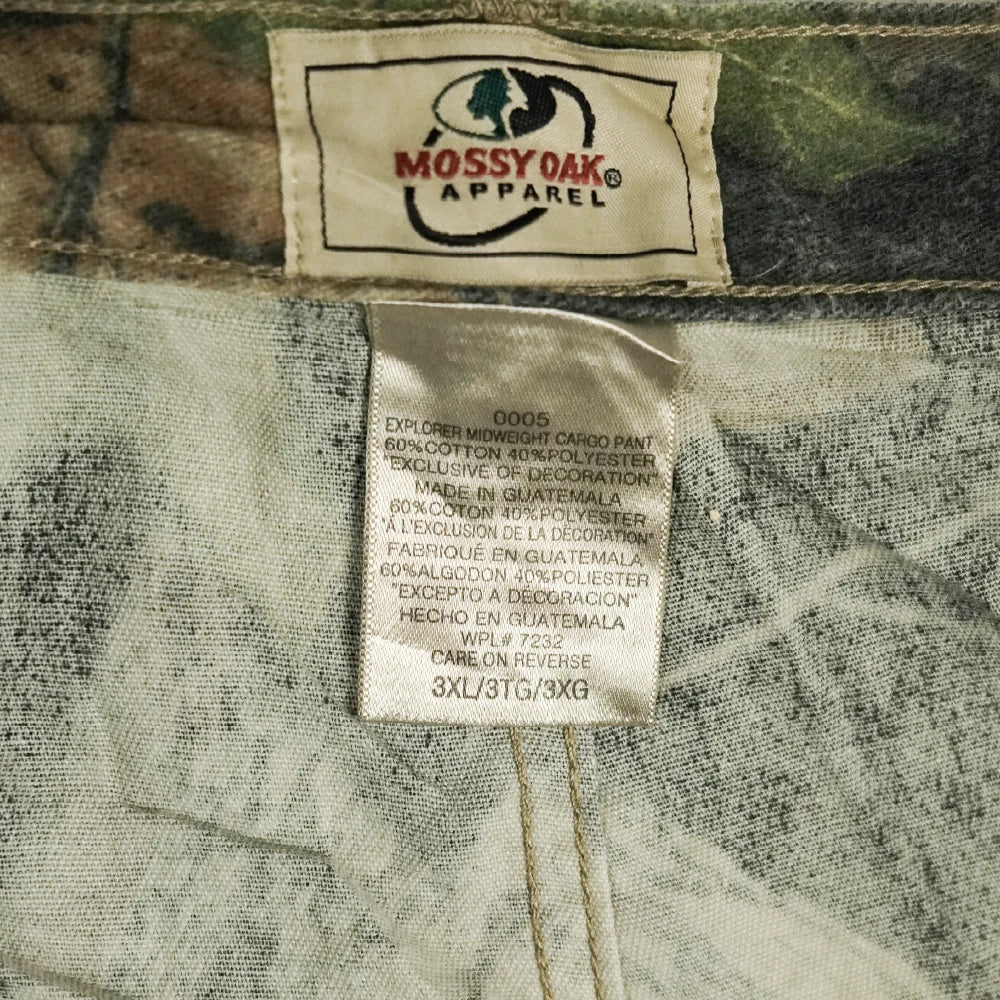 MOSSY OAK®
APPAREL
0005
EXPLORER MIDWEIGHT CARGO PANT
60%COTTON 40%POLYESTER
"EXCLUSIVE OF DECORATION"
MADE IN GUATEMALA
60%COTON 40%POLYESTER
"À L'EXCLUSION DE LA DÉCORATION"
FABRIQUÉ EN GUATEMALA
60%ALGODON 40%POLIESTER
"EXCEPTO A DECORACION"
HECHO EN GUATEMALA
WPL# 7232
CARE ON REVERSE
3XL/3TG/3XG